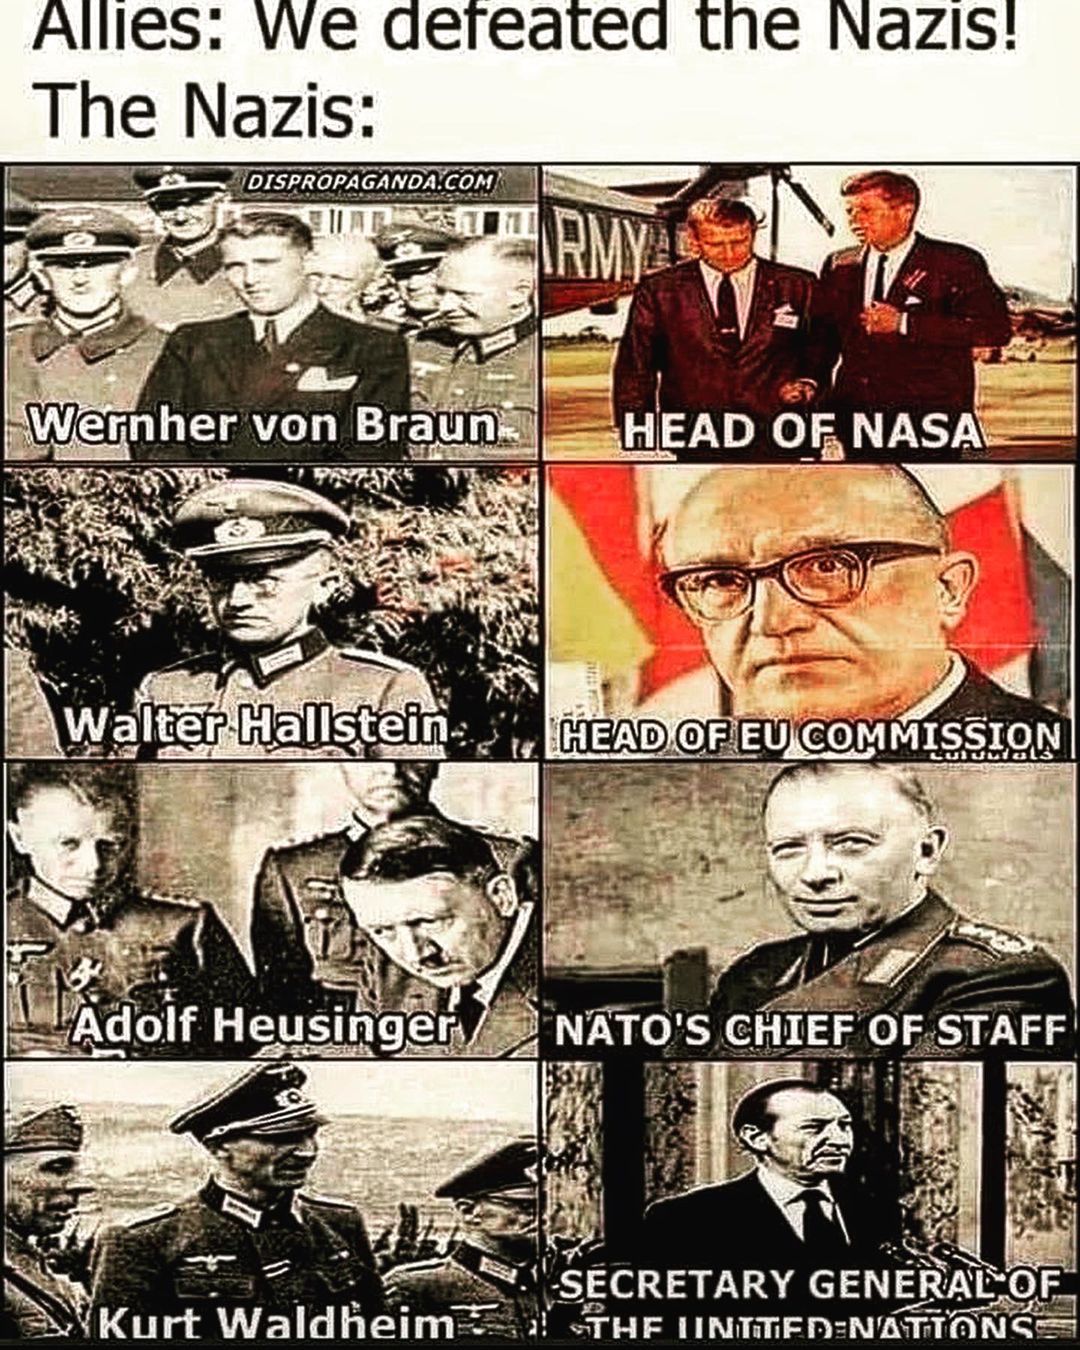 Allies: We defeated the Nazis!
The Nazis:
DISPROPAGANDA.COM
ARMY
Wernher von Braun
HEAD OF NASA
Walter Hallstein
HEAD OF EU COMMISSION
Adolf Heusinger
NATO'S CHIEF OF STAFF
Kurt Waldheim
SECRETARY GENERAL OF
THE UNITED NATIONS